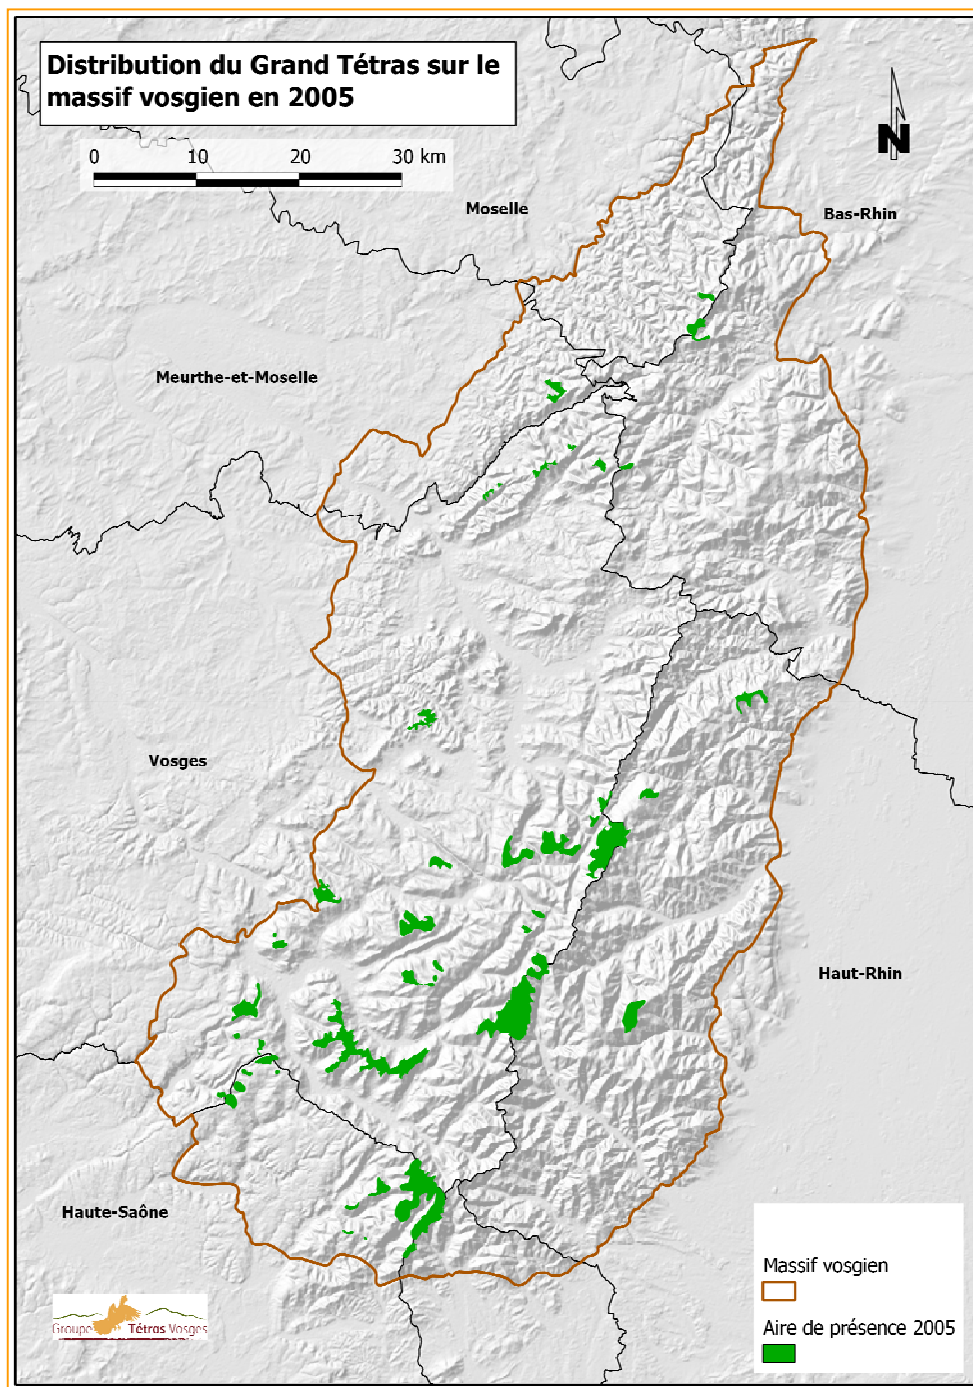 Distribution du Grand Tétras sur le
massif vosgien en 2005
0 10 20 30 km
N
Moselle
Bas-Rhin
Meurthe-et-Moselle
Vosges
Haut-Rhin
Haute-Saône
Massif vosgien
Aire de présence 2005
Groupe Tétras Vosges